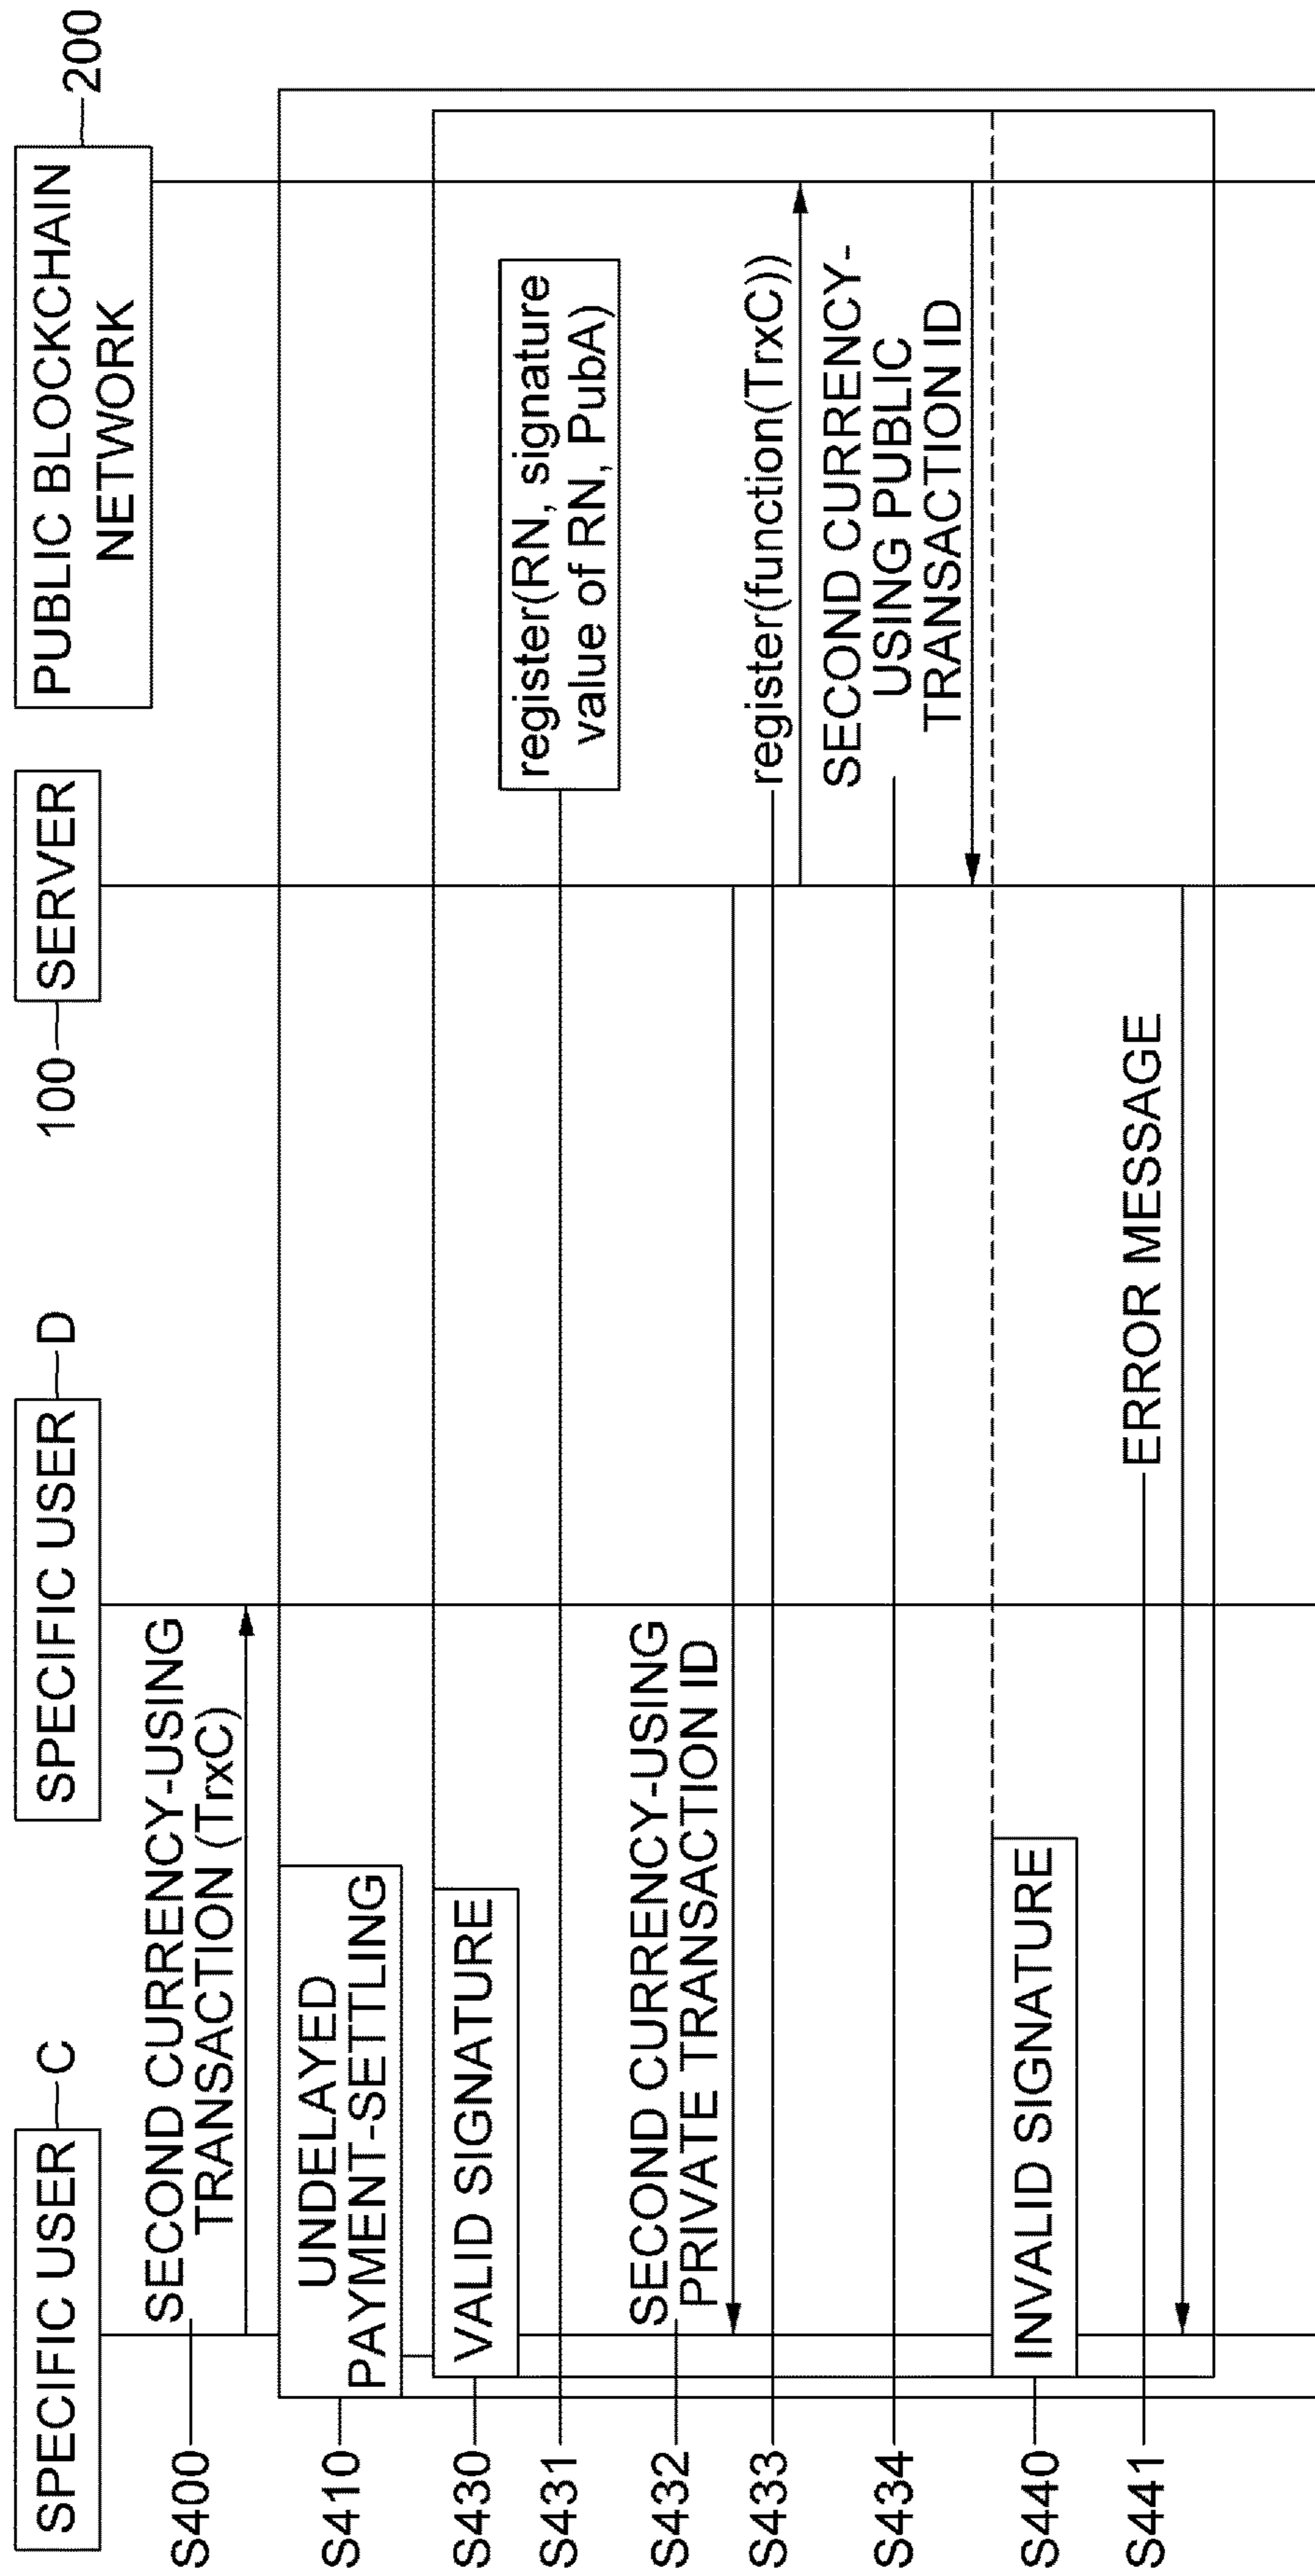 SPECIFIC USER
C
SPECIFIC USER
D
100
SERVER
PUBLIC BLOCKCHAIN
NETWORK
200
S400
SECOND CURRENCY-USING
TRANSACTION (TrxC)
S410
UNDELAYED
PAYMENT-SETTLING
S430
VALID SIGNATURE
S431
register(RN, signature
value of RN, PubA)
S432
SECOND CURRENCY-USING
PRIVATE TRANSACTION ID
S433
register(function(TrxC))
S434
SECOND CURRENCY-
USING PUBLIC
TRANSACTION ID
S440
INVALID SIGNATURE
S441
ERROR MESSAGE